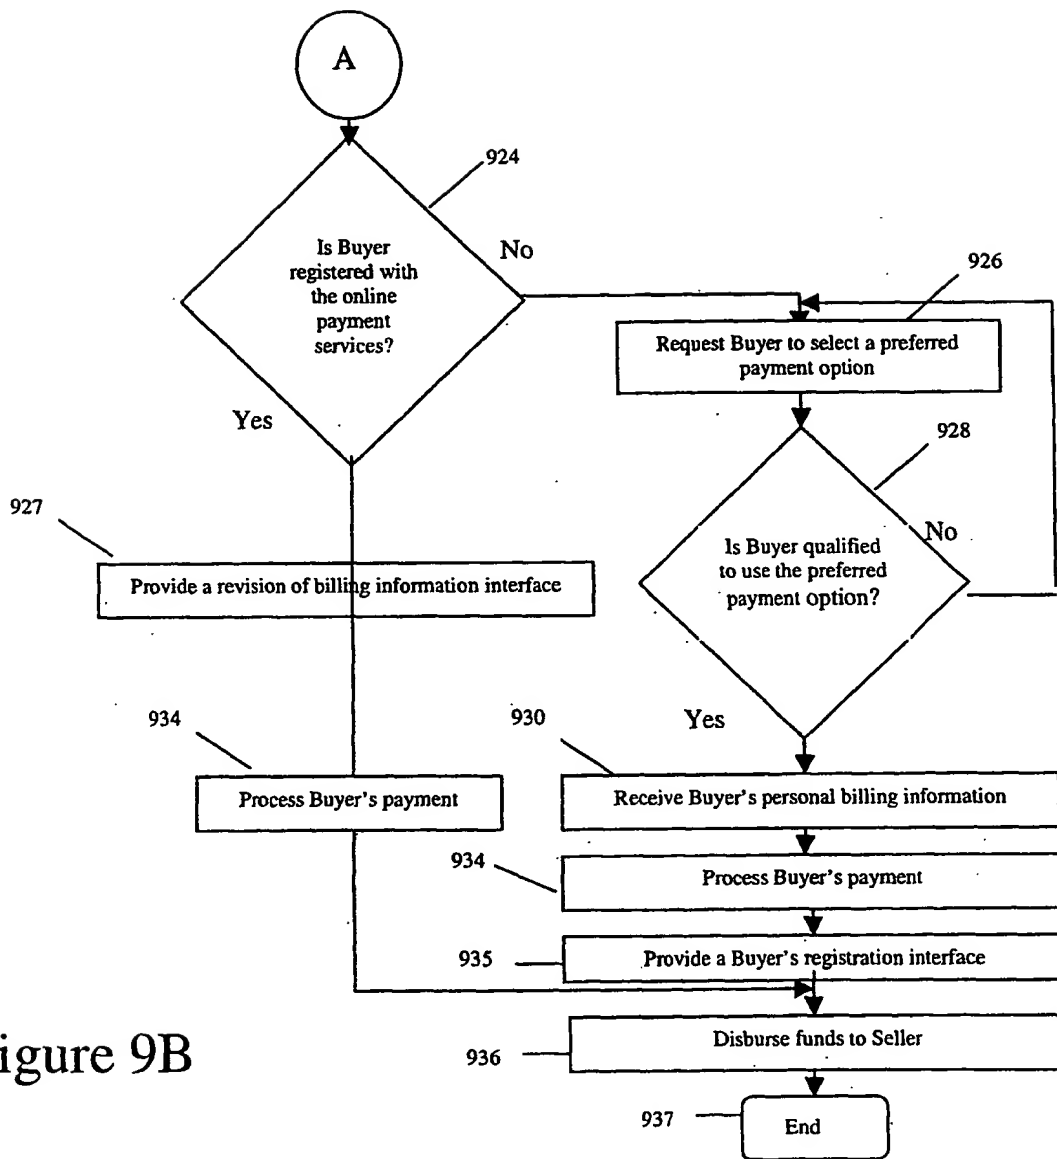 A
924
Is Buyer
registered with
the online
payment
services?
No
926
Request Buyer to select a preferred
payment option
Yes
928
927
Is Buyer qualified
to use the preferred
payment option?
No
Provide a revision of billing information interface
934
Yes
930
Process Buyer's payment
Receive Buyer's personal billing information
934
Process Buyer's payment
935
Provide a Buyer's registration interface
936
Disburse funds to Seller
igure 9B
937
End